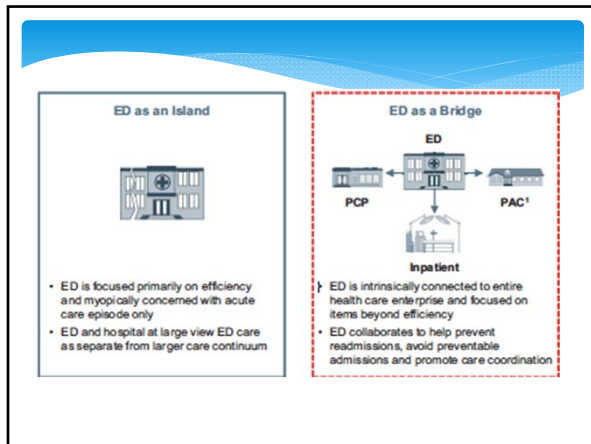 ED as an Island
• ED is focused primarily on efficiency
and myopically concerned with acute
care episode only
• ED and hospital at large view ED care
as separate from larger care continuum
ED as a Bridge
ED
PCP
PAC¹
Inpatient
• ED is intrinsically connected to entire
health care enterprise and focused on
items beyond efficiency
• ED collaborates to help prevent
readmissions, avoid preventable
admissions and promote care coordination